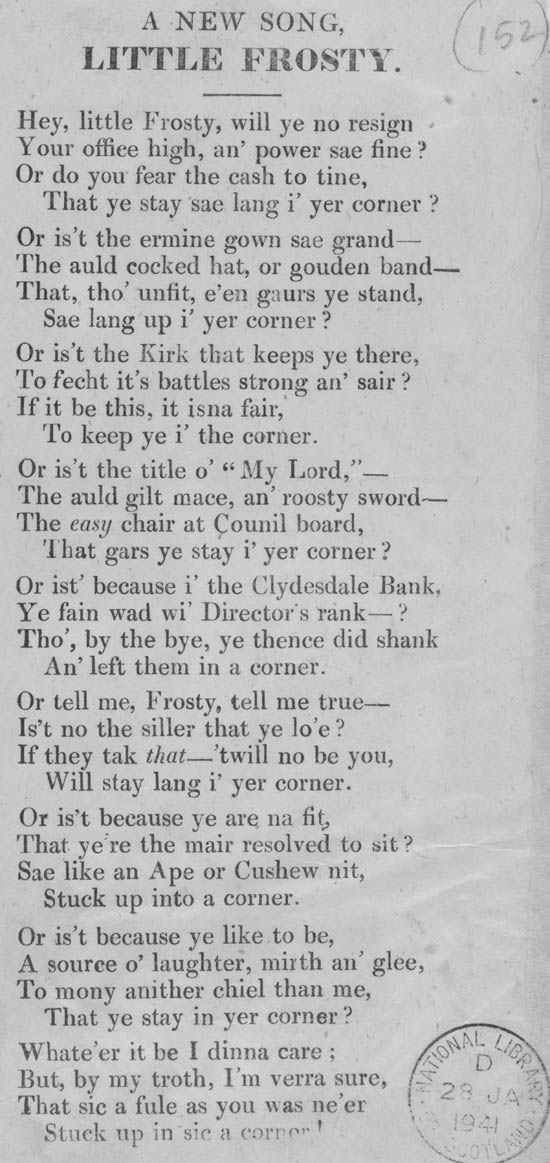 A NEW SONG,
(152)
LITTLE FROSTY.
Hey, little Frosty, will ye no resign
Your office high, an' power sae fine?
Or do you fear the cash to tine,
That ye stay sae lang i' yer corner?
Or is't the ermine gown sae grand—
The auld cocked hat, or gouden band—
That, tho' unfit, e'en gaurs ye stand,
Sae lang up i' yer corner?
Or is't the Kirk that keeps ye there,
To fecht it's battles strong an' sair?
If it be this, it isna fair,
To keep ye i' the corner.
Or is't the title o' "My Lord,"—
The auld gilt mace, an' roosty sword—
The easy chair at Counil board,
That gars ye stay i' yer corner?
Or ist' because i' the Clydesdale Bank,
Ye fain wad wi' Director's rank—?
Tho', by the bye, ye thence did shank
An' left them in a corner.
Or tell me, Frosty, tell me true—
Is't no the siller that ye lo'e?
If they tak that—'twill no be you,
Will stay lang i' yer corner.
Or is't because ye are na fit,
That ye're the mair resolved to sit?
Sae like an Ape or Cushew nit,
Stuck up into a corner.
Or is't because ye like to be,
A source o' laughter, mirth an' glee,
To mony anither chiel than me,
That ye stay in yer corner?
Whate'er it be I dinna care;
But, by my troth, I'm verra sure,
That sic a fule as you was ne'er
Stuck up in sic a corner!
NATIONAL LIBRARY
D
28 JA
1941
SCOTLAND